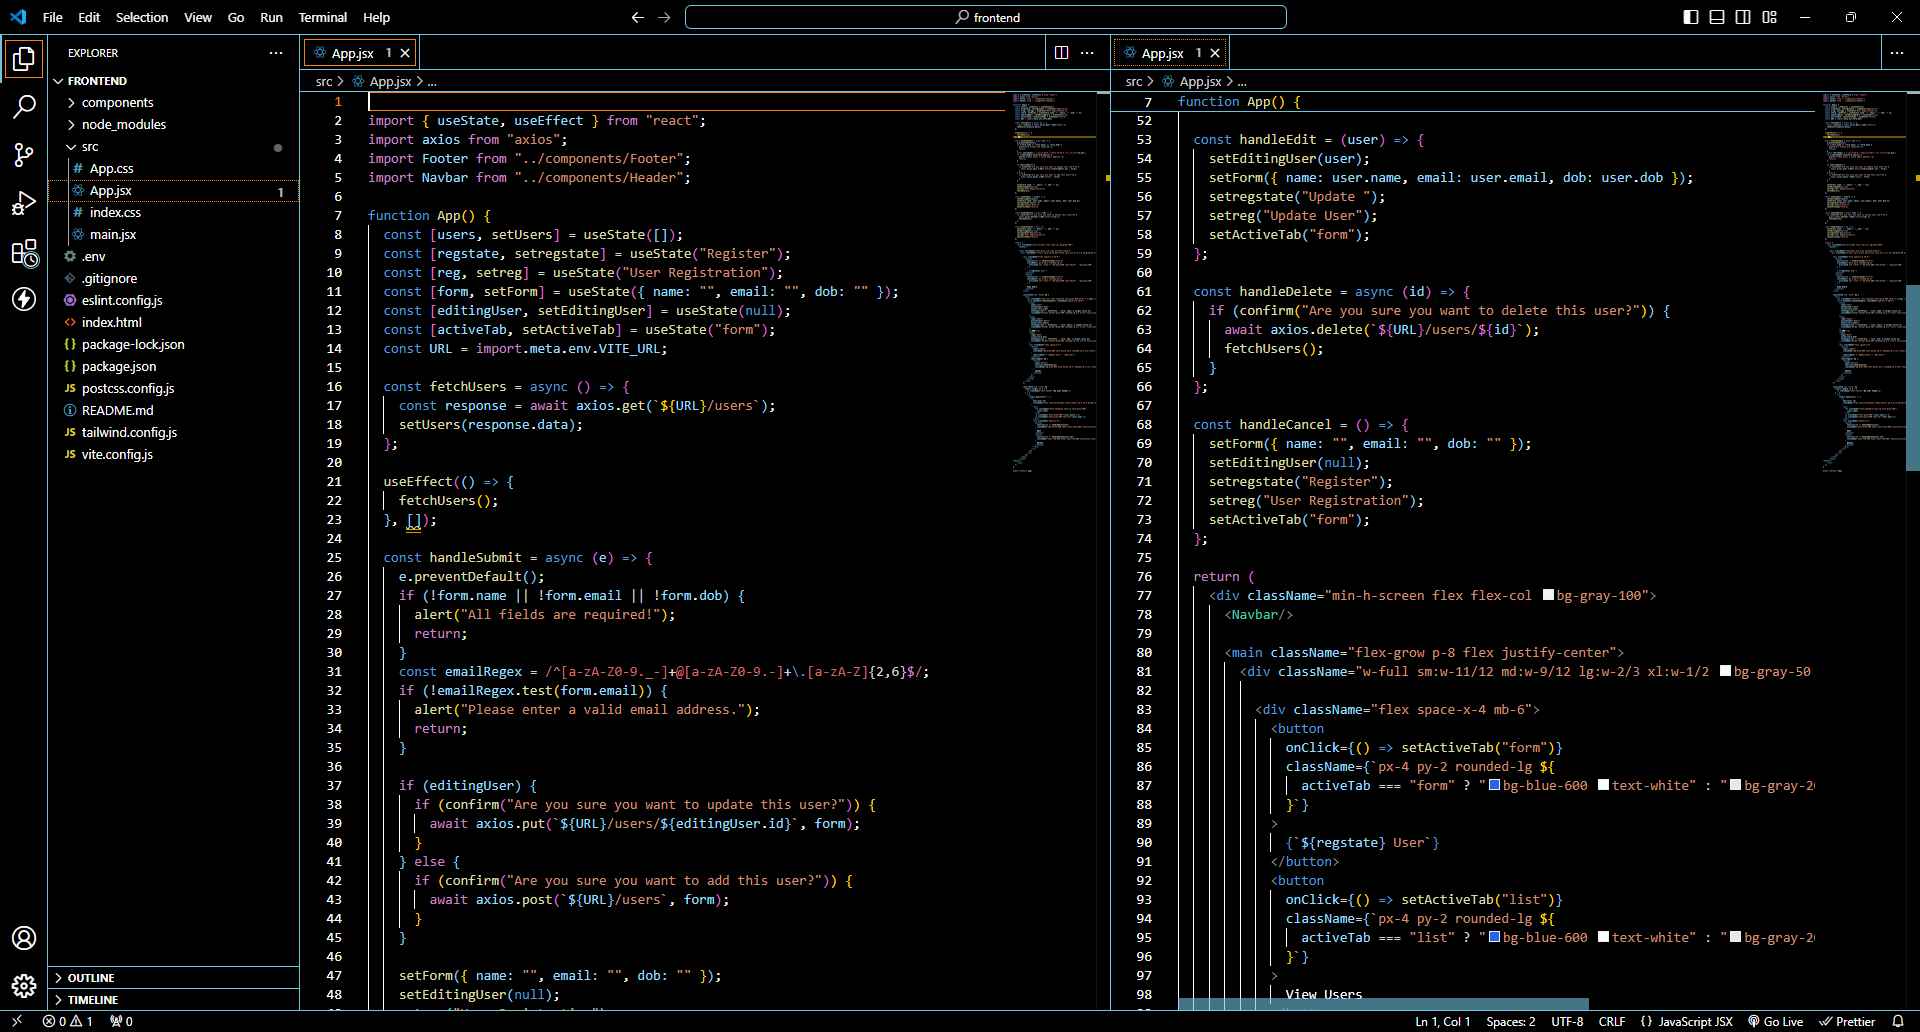 File Edit Selection View Go Run Terminal Help
frontend
EXPLORER
FRONTEND
components
node_modules
src
# App.css
App.jsx 1
# index.css
main.jsx
.env
.gitignore
eslint.config.js
<> index.html
{} package-lock.json
{} package.json
JS postcss.config.js
README.md
JS tailwind.config.js
JS vite.config.js
OUTLINE
TIMELINE
App.jsx 1
src > App.jsx > ...
1
2 import { useState, useEffect } from "react";
3 import axios from "axios";
4 import Footer from "../components/Footer";
5 import Navbar from "../components/Header";
6
7 function App() {
8 const [users, setUsers] = useState([]);
9 const [regstate, setregstate] = useState("Register");
10 const [reg, setreg] = useState("User Registration");
11 const [form, setForm] = useState({ name: "", email: "", dob: "" });
12 const [editingUser, setEditingUser] = useState(null);
13 const [activeTab, setActiveTab] = useState("form");
14 const URL = import.meta.env.VITE_URL;
15
16 const fetchUsers = async () => {
17 const response = await axios.get(`${URL}/users`);
18 setUsers(response.data);
19 };
20
21 useEffect(() => {
22 fetchUsers();
23 }, []);
24
25 const handleSubmit = async (e) => {
26 e.preventDefault();
27 if (!form.name || !form.email || !form.dob) {
28 alert("All fields are required!");
29 return;
30 }
31 const emailRegex = /^[a-zA-Z0-9._-]+@[a-zA-Z0-9.-]+\.[a-zA-Z]{2,6}$/;
32 if (!emailRegex.test(form.email)) {
33 alert("Please enter a valid email address.");
34 return;
35 }
36
37 if (editingUser) {
38 if (confirm("Are you sure you want to update this user?")) {
39 await axios.put(`${URL}/users/${editingUser.id}`, form);
40 }
41 } else {
42 if (confirm("Are you sure you want to add this user?")) {
43 await axios.post(`${URL}/users`, form);
44 }
45 }
46
47 setForm({ name: "", email: "", dob: "" });
48 setEditingUser(null);
App.jsx 1
src > App.jsx > ...
7 function App() {
52
53 const handleEdit = (user) => {
54 setEditingUser(user);
55 setForm({ name: user.name, email: user.email, dob: user.dob });
56 setregstate("Update ");
57 setreg("Update User");
58 setActiveTab("form");
59 };
60
61 const handleDelete = async (id) => {
62 if (confirm("Are you sure you want to delete this user?")) {
63 await axios.delete(`${URL}/users/${id}`);
64 fetchUsers();
65 }
66 };
67
68 const handleCancel = () => {
69 setForm({ name: "", email: "", dob: "" });
70 setEditingUser(null);
71 setregstate("Register");
72 setreg("User Registration");
73 setActiveTab("form");
74 };
75
76 return (
77 <div className="min-h-screen flex flex-col bg-gray-100">
78 <Navbar/>
79
80 <main className="flex-grow p-8 flex justify-center">
81 <div className="w-full sm:w-11/12 md:w-9/12 lg:w-2/3 xl:w-1/2 bg-gray-50
82
83 <div className="flex space-x-4 mb-6">
84 <button
85 onClick={() => setActiveTab("form")}
86 className={`px-4 py-2 rounded-lg ${
87 activeTab === "form" ? "bg-blue-600 text-white" : "bg-gray-20
88 }`}
89 >
90 {`${regstate} User`}
91 </button>
92 <button
93 onClick={() => setActiveTab("list")}
94 className={`px-4 py-2 rounded-lg ${
95 activeTab === "list" ? "bg-blue-600 text-white" : "bg-gray-20
96 }`}
97 >
98 View Users
0 1 0 Ln 1, Col 1 Spaces: 2 UTF-8 CRLF {} JavaScript JSX Go Live Prettier